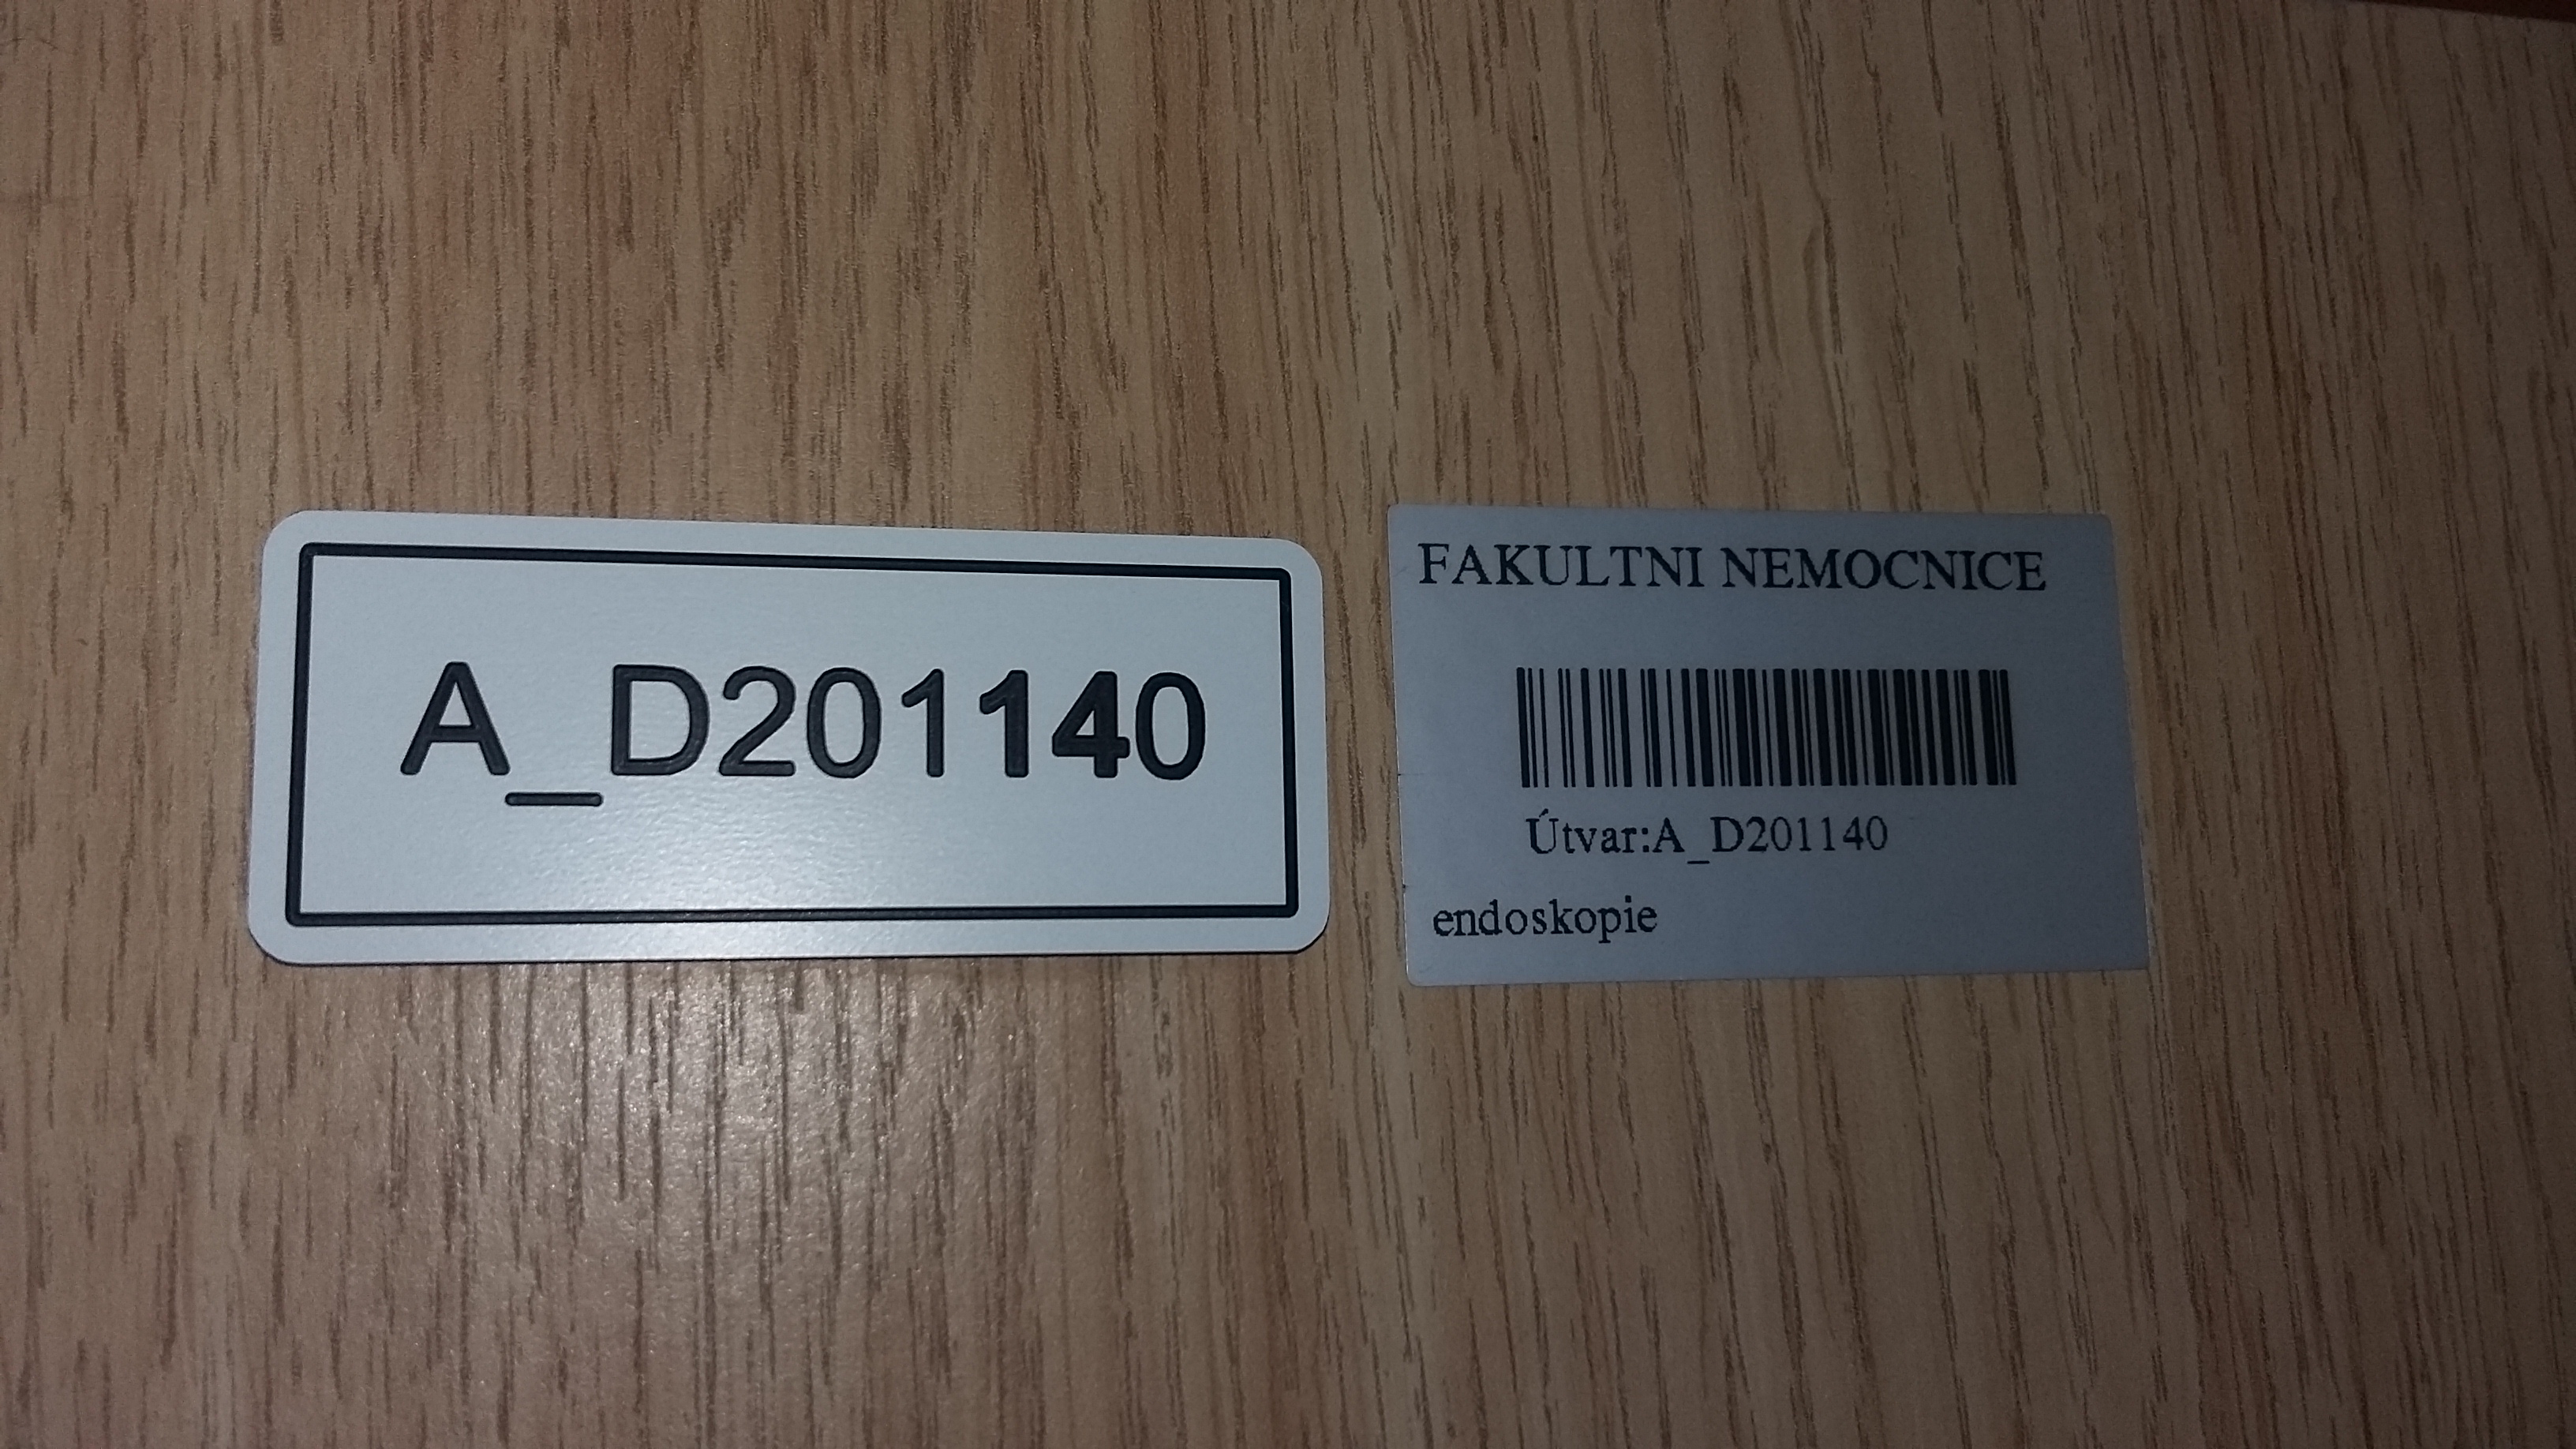 A_D201140
FAKULTNI NEMOCNICE
Útvar:A_D201140
endoskopie